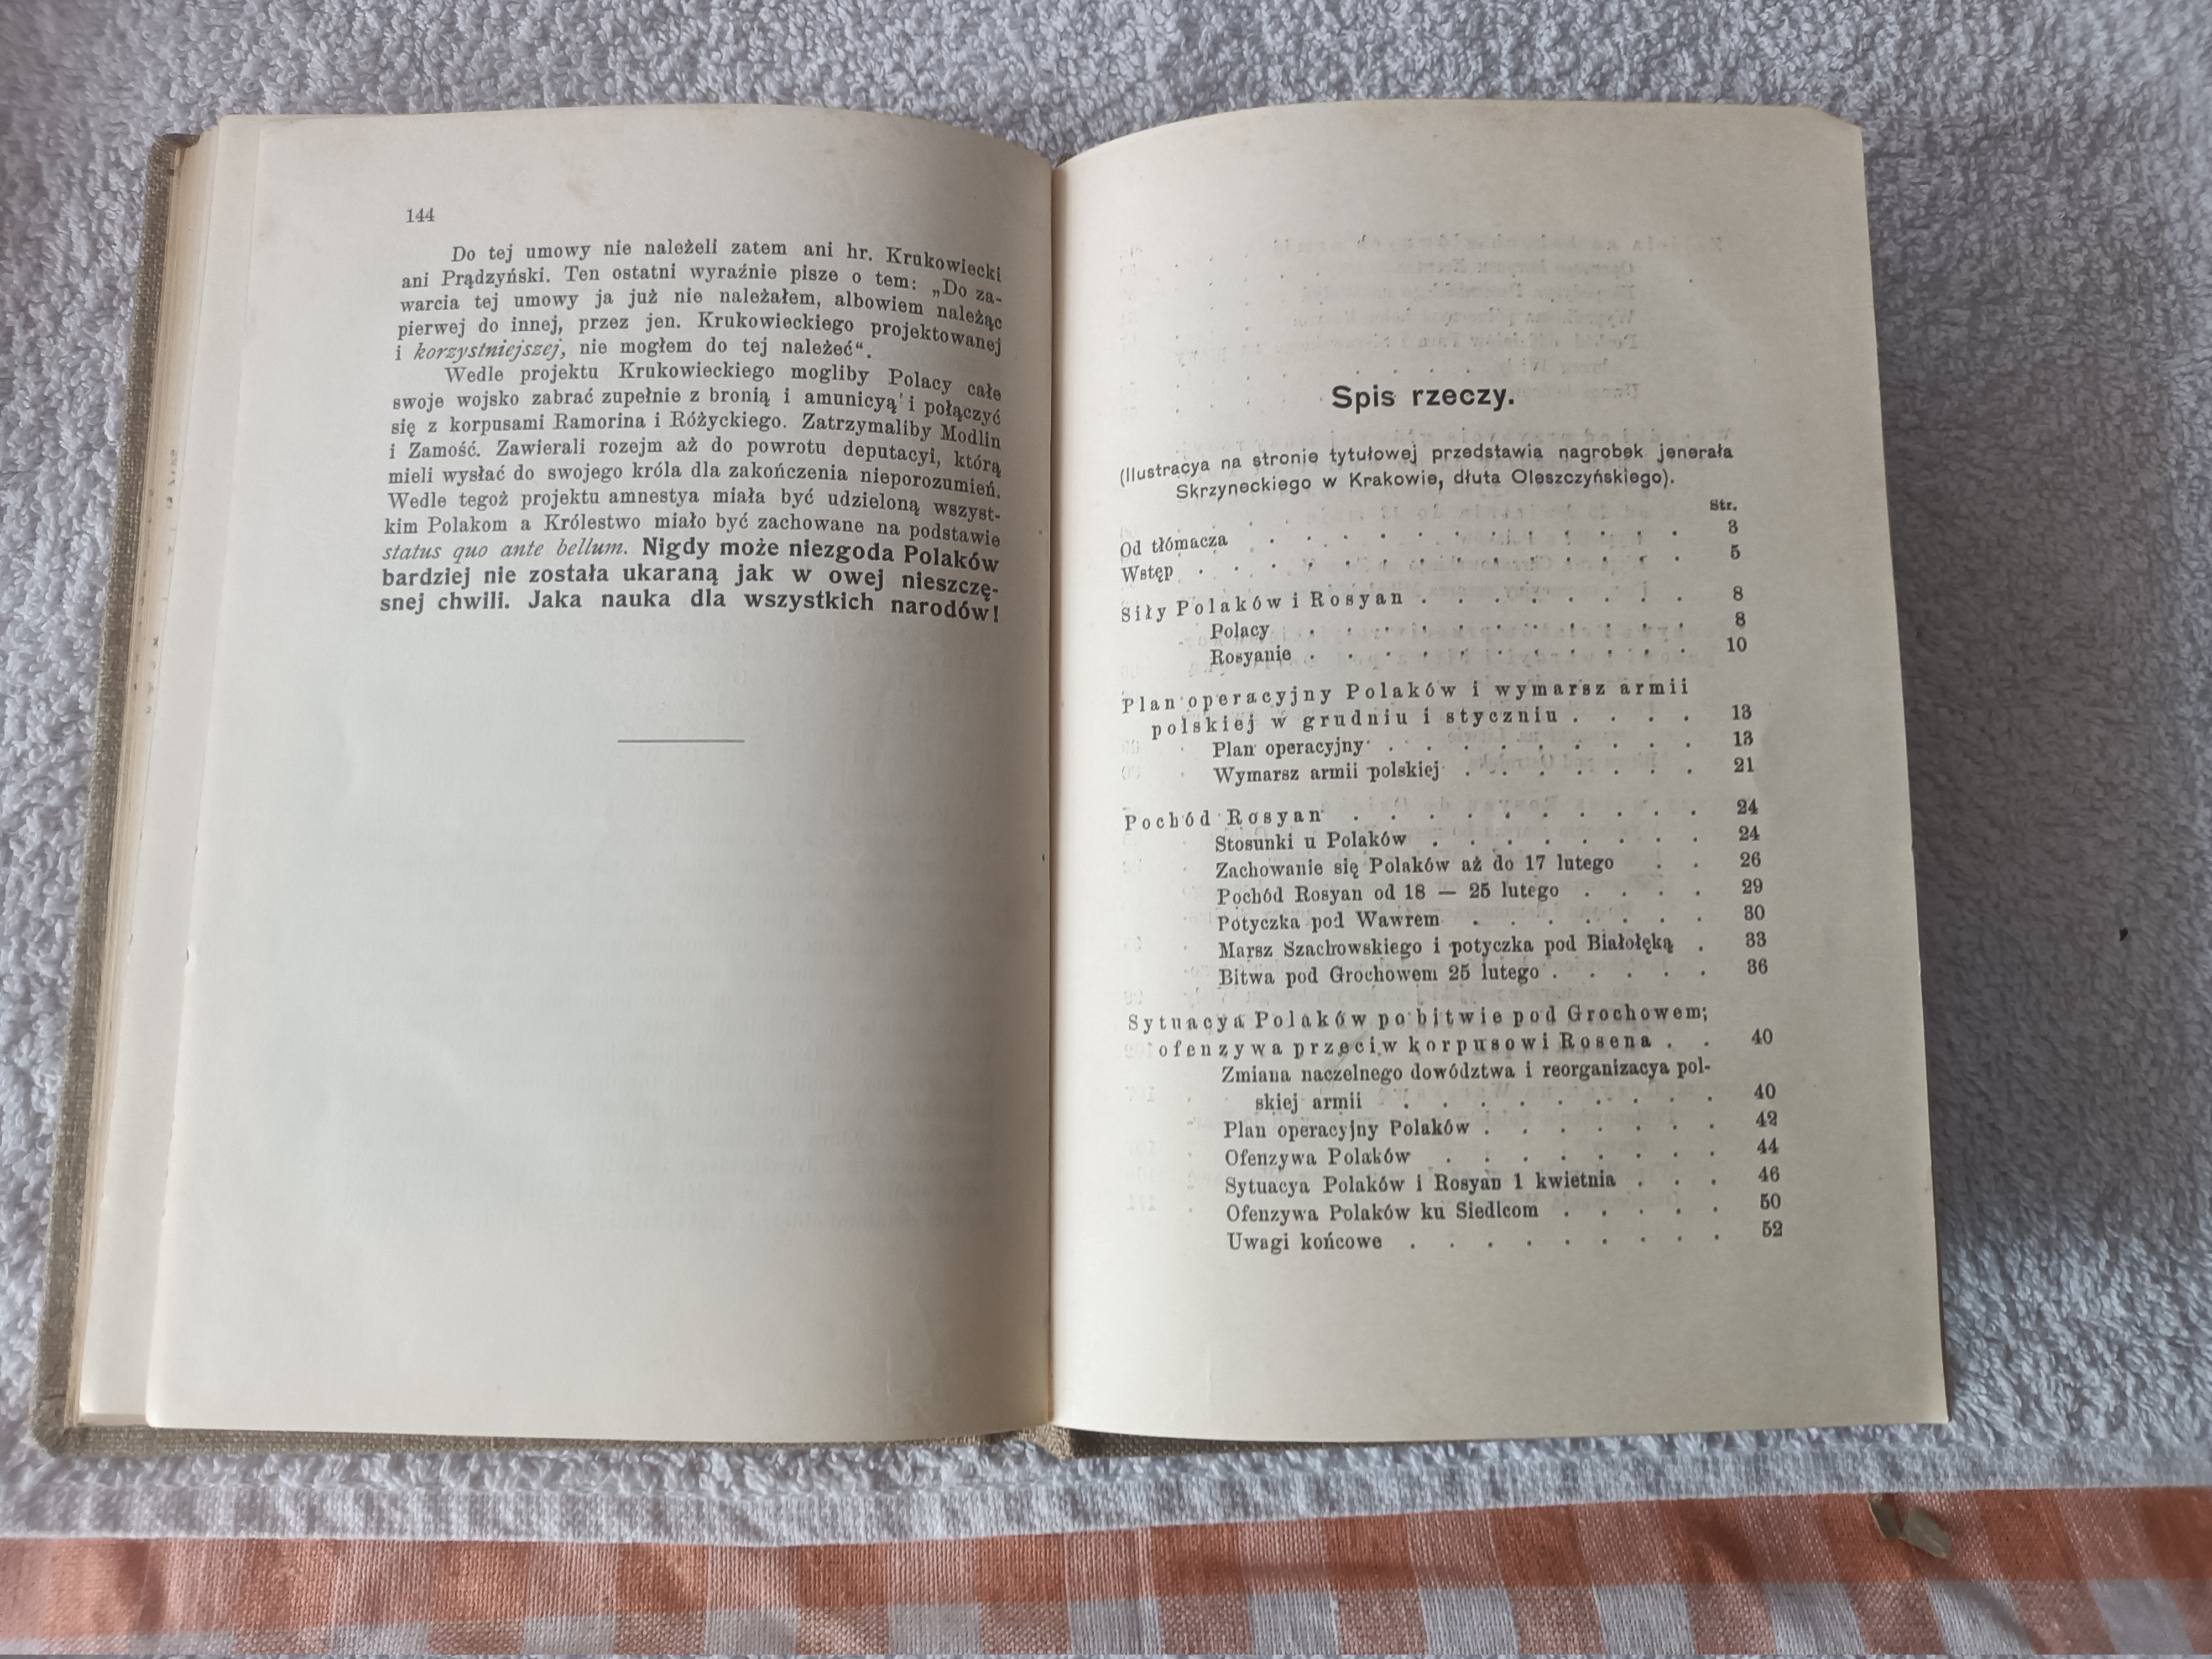 144
Do tej umowy nie należeli zatem ani hr. Krukowiecki
ani Prądzyński. Ten ostatni wyraźnie pisze o tem: „Do za-
warcia tej umowy ja już nie należałem, albowiem należąc
pierwej do innej, przez jen. Krukowieckiego projektowanej
i korzystniejszej, nie mogłem do tej należeć“.
Wedle projektu Krukowieckiego mogliby Polacy całe
swoje wojsko zabrać zupełnie z bronią i amunicyą i połączyć
się z korpusami Ramorina i Różyckiego. Zatrzymaliby Modlin
i Zamość. Zawierali rozejm aż do powrotu deputacyi, którą
mieli wysłać do swojego króla dla zakończenia nieporozumień.
Wedle tegoż projektu amnestya miała być udzieloną wszyst-
kim Polakom a Królestwo miało być zachowane na podstawie
status quo ante bellum. Nigdy może niezgoda Polaków
bardziej nie została ukaraną jak w owej nieszczę-
snej chwili. Jaka nauka dla wszystkich narodów!
Spis rzeczy.
(Ilustracya na stronie tytułowej przedstawia nagrobek jenerała
Skrzyneckiego w Krakowie, dłuta Oleszczyńskiego).
Str.
Od tłómacza . . . . . . . . . . . . 3
Wstęp . . . . . . . . . . . . . . 5
Siły Polaków i Rosyan . . . . . . . . 8
Polacy . . . . . . . . . . . . 8
Rosyanie . . . . . . . . . . . 10
Plan operacyjny Polaków i wymarsz armii
polskiej w grudniu i styczniu . . . . 13
Plan operacyjny . . . . . . . . . 13
Wymarsz armii polskiej . . . . . . . 21
Pochód Rosyan . . . . . . . . . . 24
Stosunki u Polaków . . . . . . . . 24
Zachowanie się Polaków aż do 17 lutego . . 26
Pochód Rosyan od 18 — 25 lutego . . . . 29
Potyczka pod Wawrem . . . . . . . 30
Marsz Szachowskiego i potyczka pod Białołęką . 33
Bitwa pod Grochowem 25 lutego . . . . . 36
Sytuacya Polaków po bitwie pod Grochowem;
ofenzywa przeciw korpusowi Rosena . . 40
Zmiana naczelnego dowództwa i reorganizacya pol-
skiej armii . . . . . . . . . 40
Plan operacyjny Polaków . . . . . . . 42
Ofenzywa Polaków . . . . . . . . 44
Sytuacya Polaków i Rosyan 1 kwietnia . . . 46
Ofenzywa Polaków ku Siedlcom . . . . . 50
Uwagi końcowe . . . . . . . . . 52